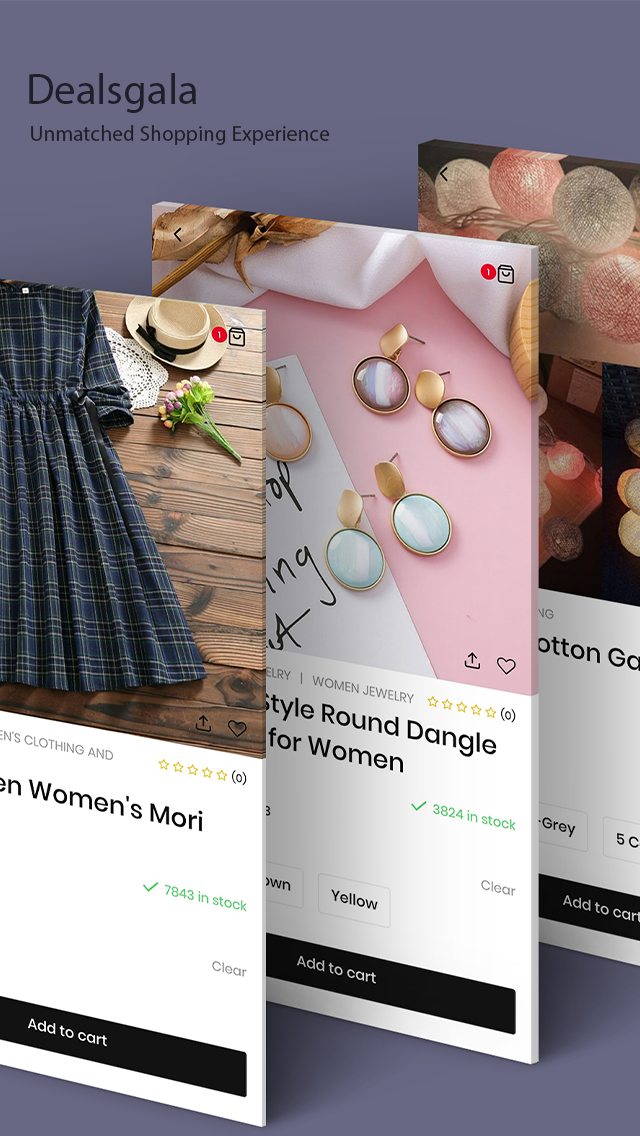 Dealsgala
Unmatched Shopping Experience
1
EN'S CLOTHING AND
(0)
en Women's Mori
7843 in stock
Clear
Add to cart
1
ELRY | WOMEN JEWELRY
(0)
Style Round Dangle
for Women
3824 in stock
own
Yellow
Clear
Add to cart
NG
otton Ga
-Grey
5 C
Add to cart